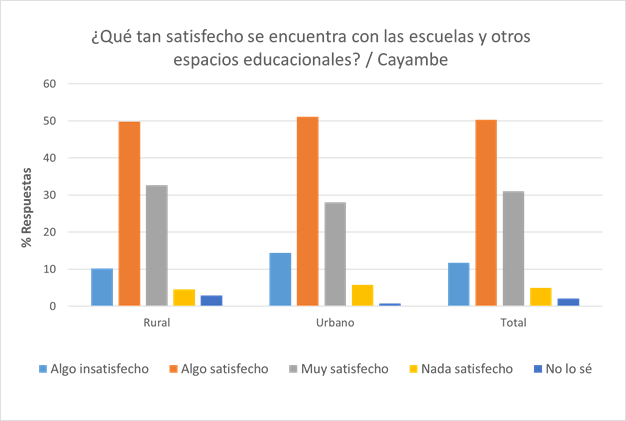 ¿Qué tan satisfecho se encuentra con las escuelas y otros
espacios educacionales? / Cayambe
60
50
40
30
20
10
0
% Respuestas
Rural
Urbano
Total
Algo insatisfecho
Algo satisfecho
Muy satisfecho
Nada satisfecho
No lo sé